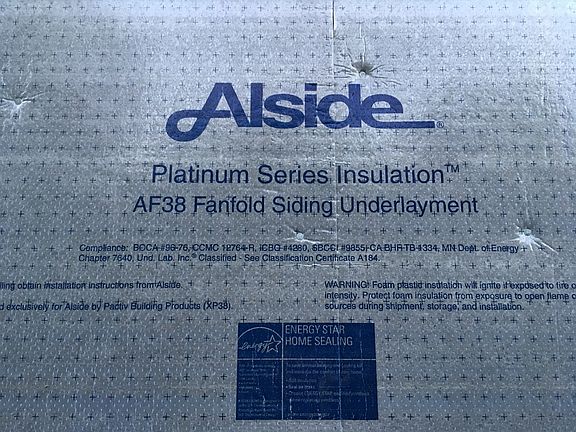 Alside®
Platinum Series Insulation™
AF38 Fanfold Siding Underlayment
Compliance: BOCA #96-76, CCMC 12764-R, ICBO #4280, SBCCI #9855, CA BHR TB 1334, MN Dept. of Energy
Chapter 7640, Und. Lab. Inc.® Classified - See Classification Certificate A184.
obtain installation instructions from Alside.
exclusively for Alside by Pactiv Building Products (XP38).
WARNING! Foam plastic insulation will ignite if exposed to fire o
intensity. Protect foam insulation from exposure to open flame o
sources during shipment, storage, and installation.
energy
ENERGY STAR
HOME SEALING